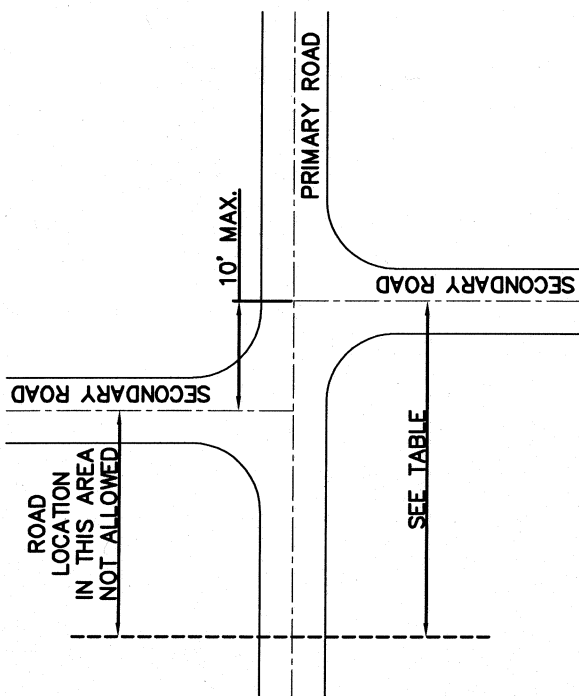 PRIMARY ROAD
10' MAX.
SECONDARY ROAD
SECONDARY ROAD
ROAD
LOCATION
IN THIS AREA
NOT ALLOWED
SEE TABLE